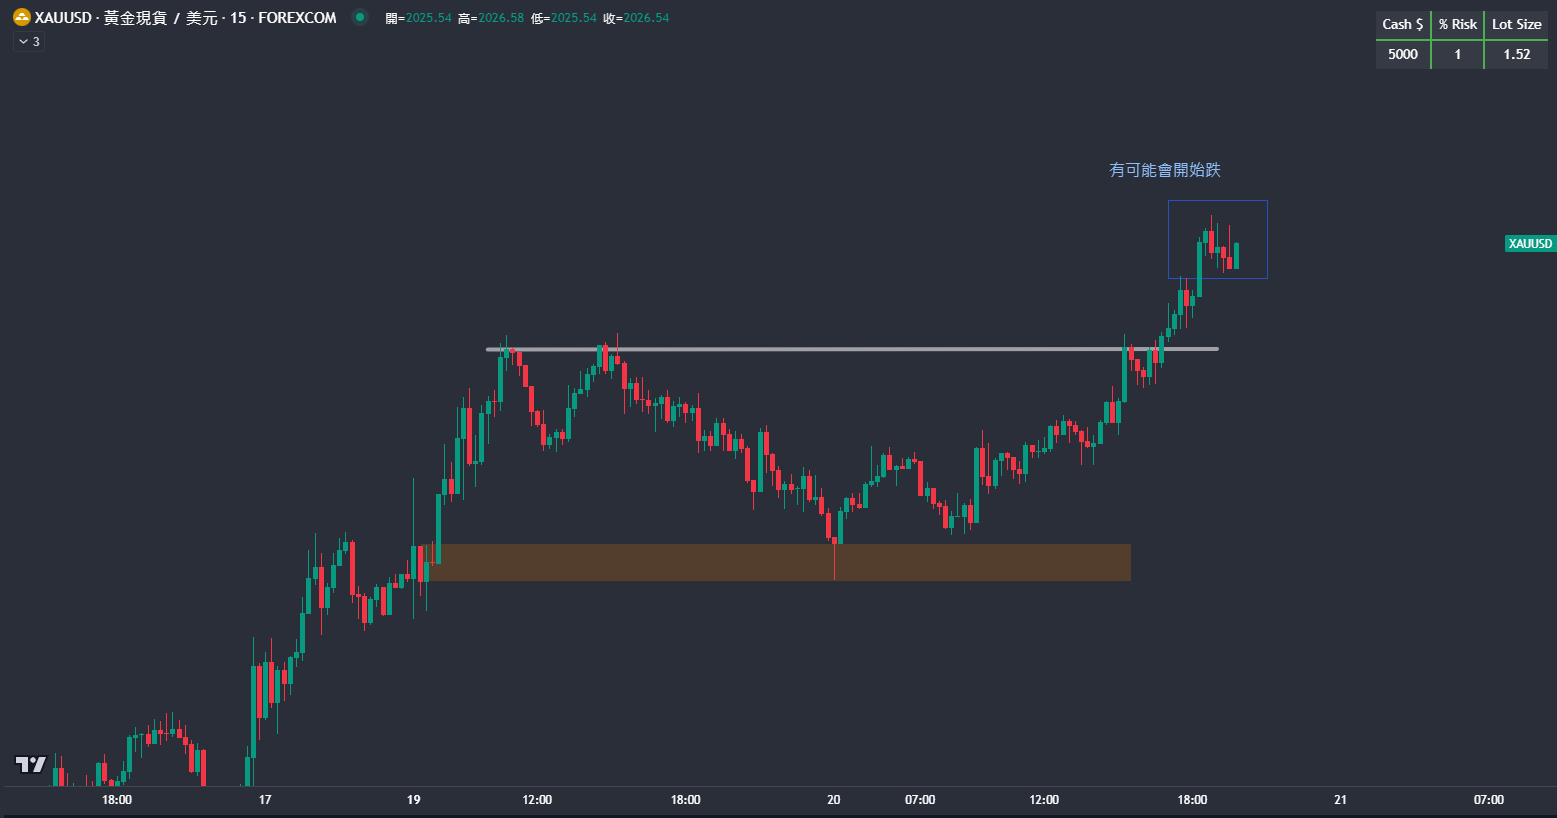 XAUUSD · 黃金現貨 / 美元 · 15 · FOREXCOM 開=2025.54 高=2026.58 低=2025.54 收=2026.54
3
Cash $ % Risk Lot Size
5000 1 1.52
有可能會開始跌
XAUUSD
18:00 17 19 12:00 18:00 20 07:00 12:00 18:00 21 07:00